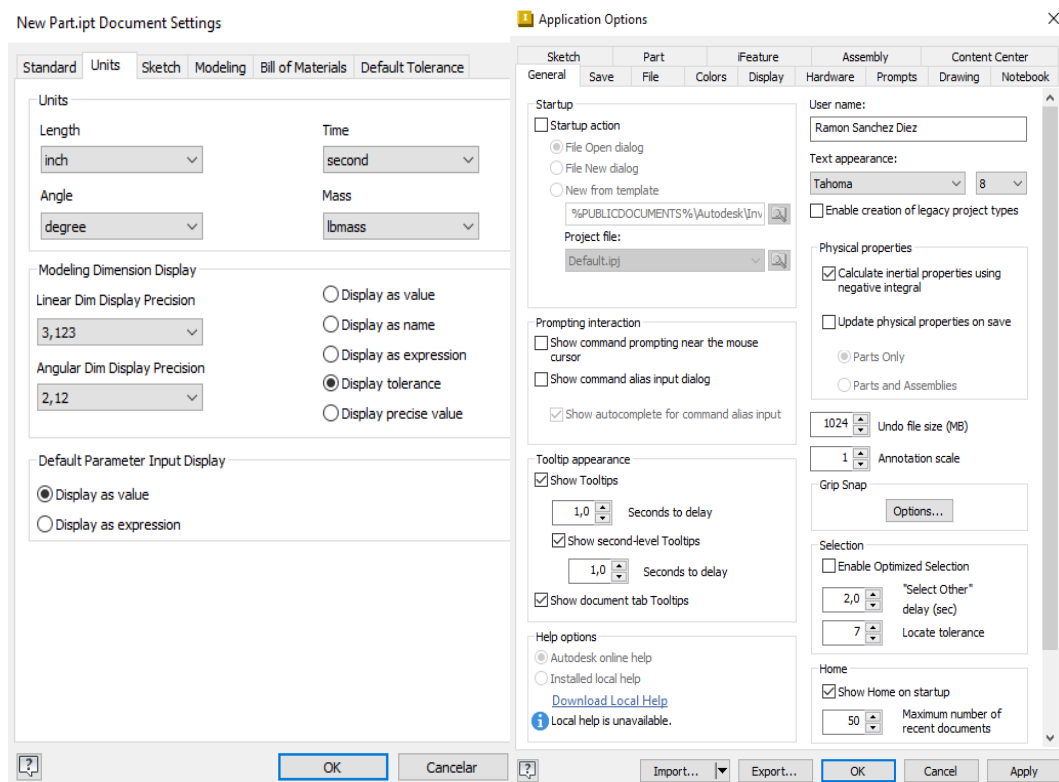 New Part.ipt Document Settings
Standard Units Sketch Modeling Bill of Materials Default Tolerance
Units
Length Time
inch second
Angle Mass
degree lbmass
Modeling Dimension Display
Linear Dim Display Precision
3,123
Angular Dim Display Precision
2,12
Display as value
Display as name
Display as expression
Display tolerance
Display precise value
Default Parameter Input Display
Display as value
Display as expression
?
OK Cancelar
I Application Options X
Sketch Part iFeature Assembly Content Center
General Save File Colors Display Hardware Prompts Drawing Notebook
Startup
Startup action
File Open dialog
File New dialog
New from template
%PUBLICDOCUMENTS%\Autodesk\Inv
Project file:
Default.ipj
Prompting interaction
Show command prompting near the mouse
cursor
Show command alias input dialog
Show autocomplete for command alias input
Tooltip appearance
Show Tooltips
1,0 Seconds to delay
Show second-level Tooltips
1,0 Seconds to delay
Show document tab Tooltips
Help options
Autodesk online help
Installed local help
Download Local Help
i Local help is unavailable.
User name:
Ramon Sanchez Diez
Text appearance:
Tahoma 8
Enable creation of legacy project types
Physical properties
Calculate inertial properties using
negative integral
Update physical properties on save
Parts Only
Parts and Assemblies
1024 Undo file size (MB)
1 Annotation scale
Grip Snap
Options...
Selection
Enable Optimized Selection
2,0 "Select Other"
delay (sec)
7 Locate tolerance
Home
Show Home on startup
50 Maximum number of
recent documents
?
Import... Export... OK Cancel Apply